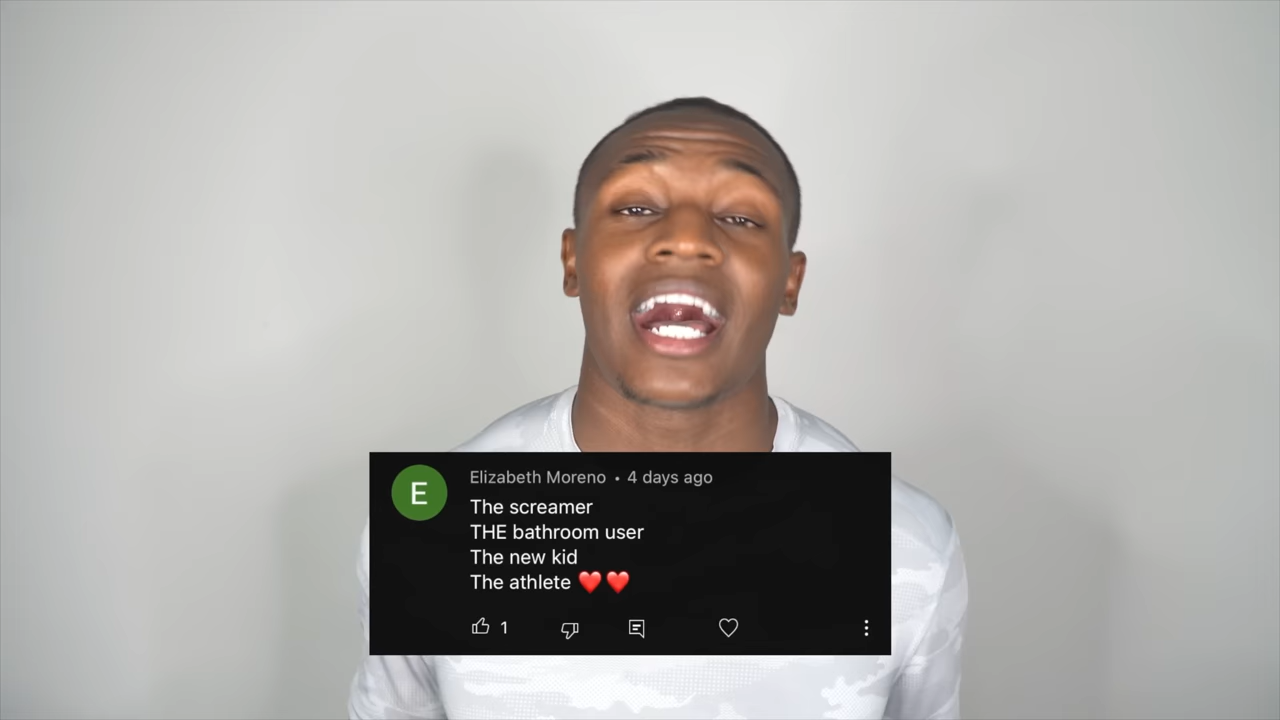 E
Elizabeth Moreno • 4 days ago
The screamer
THE bathroom user
The new kid
The athlete ❤️❤️
1